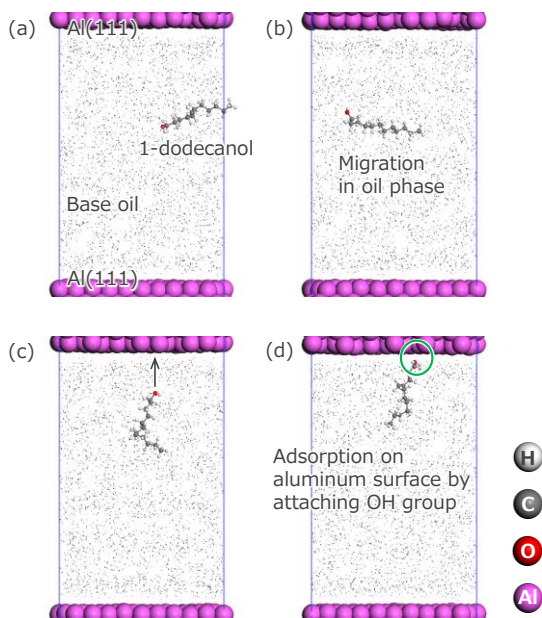 (a)
Al(111)
1-dodecanol
Base oil
Al(111)
(b)
Migration
in oil phase
(c)
(d)
Adsorption on
aluminum surface by
attaching OH group
H
C
O
Al